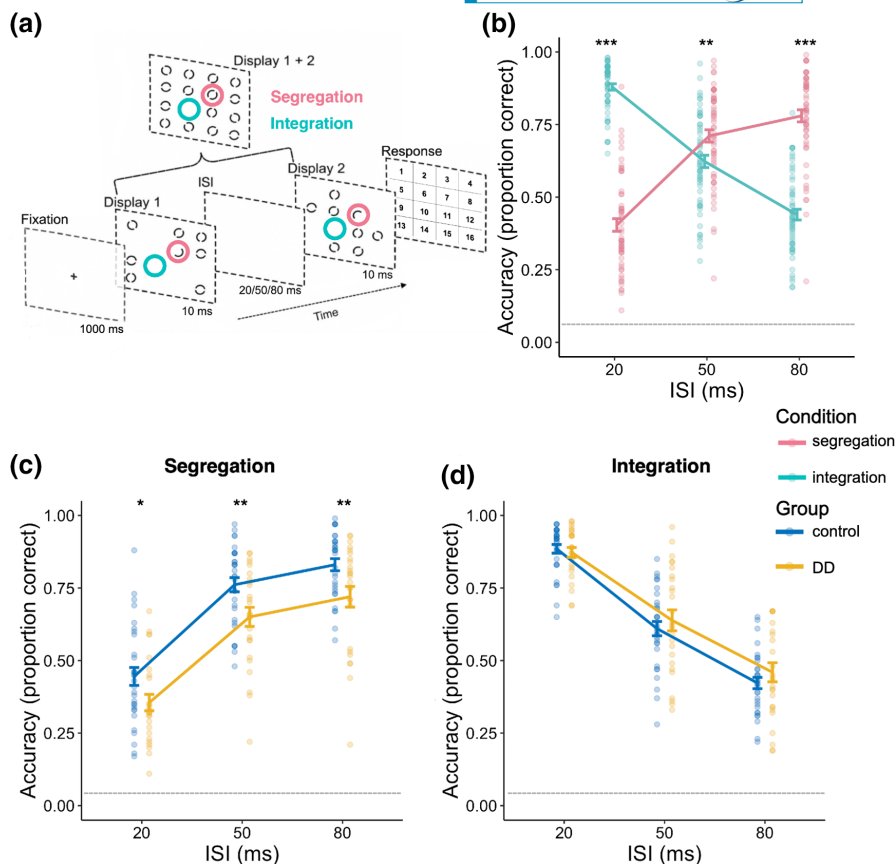 (a)
Display 1 + 2
Segregation
Integration
Response
1 2 3 4
5 6 7 8
9 10 11 12
13 14 15 16
Display 2
ISI
Display 1
Fixation
+
10 ms
20/50/80 ms
10 ms
1000 ms
Time
(b)
*** ** ***
Accuracy (proportion correct)
1.00
0.75
0.50
0.25
0.00
20 50 80
ISI (ms)
Condition
segregation
integration
Group
control
DD
(c)
Segregation
* ** **
Accuracy (proportion correct)
1.00
0.75
0.50
0.25
0.00
20 50 80
ISI (ms)
(d)
Integration
Accuracy (proportion correct)
1.00
0.75
0.50
0.25
0.00
20 50 80
ISI (ms)